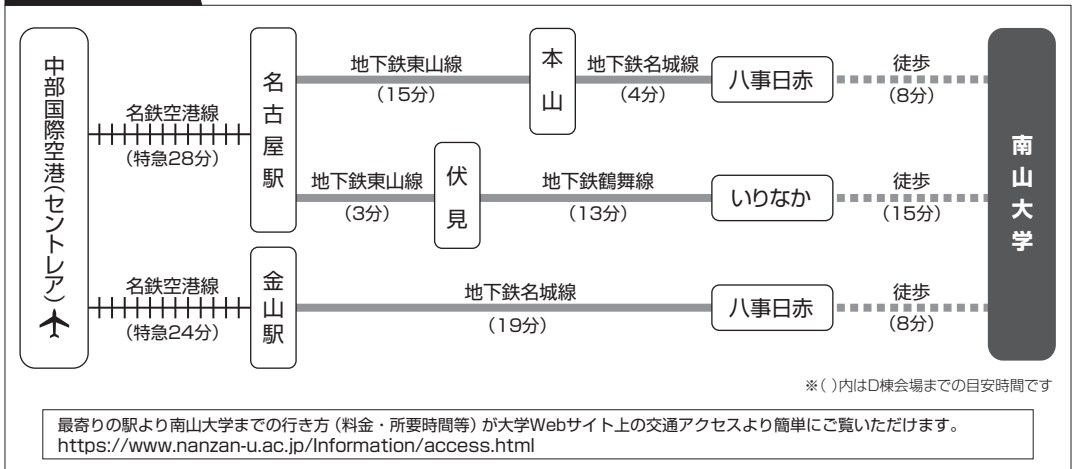 中部国際空港(セントレア)
名鉄空港線
(特急28分)
名古屋駅
地下鉄東山線
(15分)
本山
地下鉄名城線
(4分)
八事日赤
徒歩
(8分)
地下鉄東山線
(3分)
伏見
地下鉄鶴舞線
(13分)
いりなか
徒歩
(15分)
名鉄空港線
(特急24分)
金山駅
地下鉄名城線
(19分)
八事日赤
徒歩
(8分)
南山大学
※( )内はD棟会場までの目安時間です
最寄りの駅より南山大学までの行き方(料金・所要時間等)が大学Webサイト上の交通アクセスより簡単にご覧いただけます。
https://www.nanzan-u.ac.jp/Information/access.html